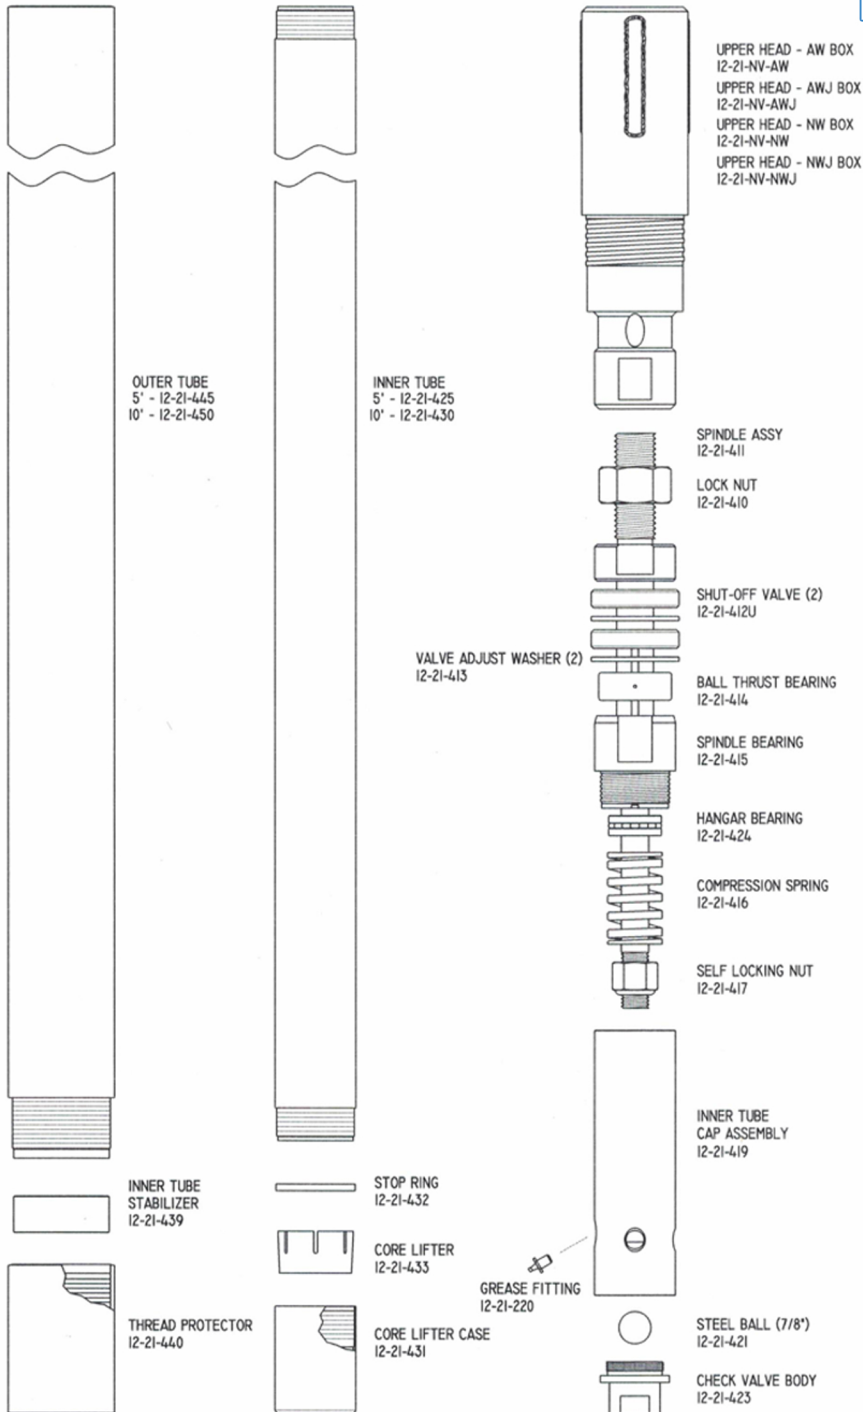 UPPER HEAD - AW BOX
12-21-NV-AW
UPPER HEAD - AWJ BOX
12-21-NV-AWJ
UPPER HEAD - NW BOX
12-21-NV-NW
UPPER HEAD - NWJ BOX
12-21-NV-NWJ
OUTER TUBE
5' - 12-21-445
10' - 12-21-450
INNER TUBE
5' - 12-21-425
10' - 12-21-430
SPINDLE ASSY
12-21-411
LOCK NUT
12-21-410
SHUT-OFF VALVE (2)
12-21-412U
VALVE ADJUST WASHER (2)
12-21-413
BALL THRUST BEARING
12-21-414
SPINDLE BEARING
12-21-415
HANGAR BEARING
12-21-424
COMPRESSION SPRING
12-21-416
SELF LOCKING NUT
12-21-417
INNER TUBE
CAP ASSEMBLY
12-21-419
INNER TUBE
STABILIZER
12-21-439
STOP RING
12-21-432
CORE LIFTER
12-21-433
GREASE FITTING
12-21-220
THREAD PROTECTOR
12-21-440
CORE LIFTER CASE
12-21-431
STEEL BALL (7/8")
12-21-421
CHECK VALVE BODY
12-21-423